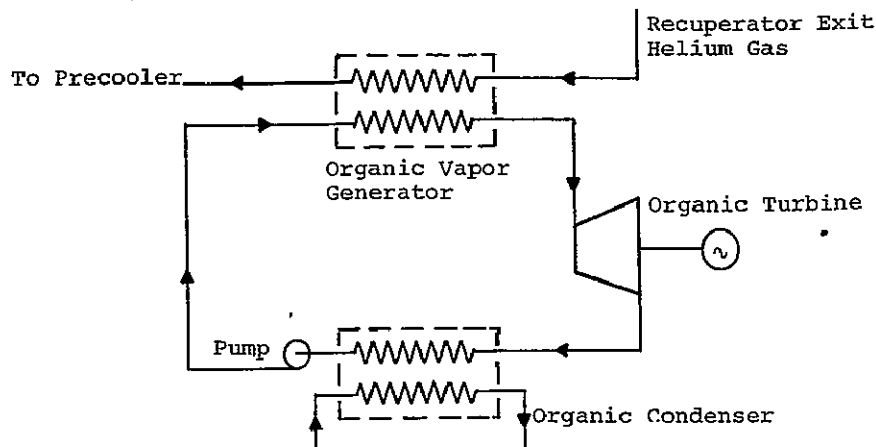 Recuperator Exit
Helium Gas
To Precooler
Organic Vapor
Generator
Organic Turbine
~
Pump
Organic Condenser